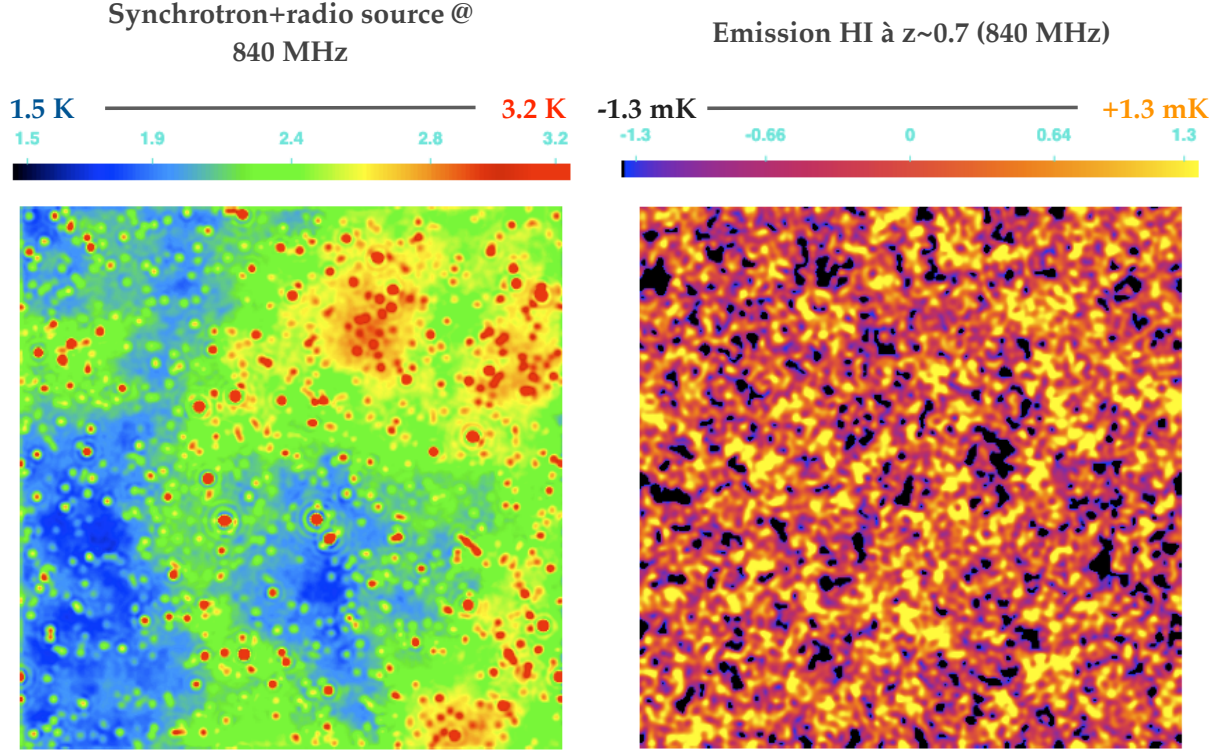 Synchrotron+radio source @
840 MHz
1.5 K
3.2 K
1.5 1.9 2.4 2.8 3.2
Emission HI à z~0.7 (840 MHz)
-1.3 mK
+1.3 mK
-1.3 -0.66 0 0.64 1.3